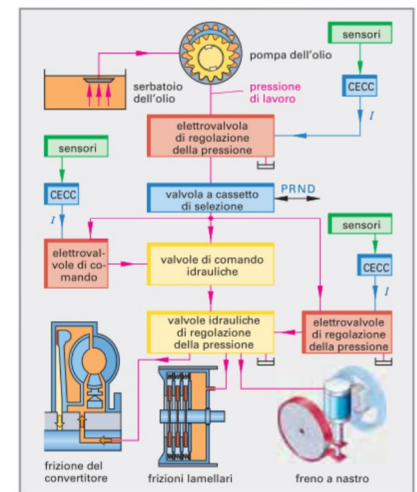 pompa dell'olio
sensori
serbatoio
dell'olio
pressione
di lavoro
CECC
I
elettrovalvola
di regolazione
della pressione
sensori
valvola a cassetto
di selezione
PRND
CECC
I
sensori
elettroval-
vole di co-
mando
valvole di comando
idrauliche
CECC
I
valvole idrauliche
di regolazione
della pressione
elettrovalvole
di regolazione
della pressione
frizione del
convertitore
frizioni lamellari
freno a nastro